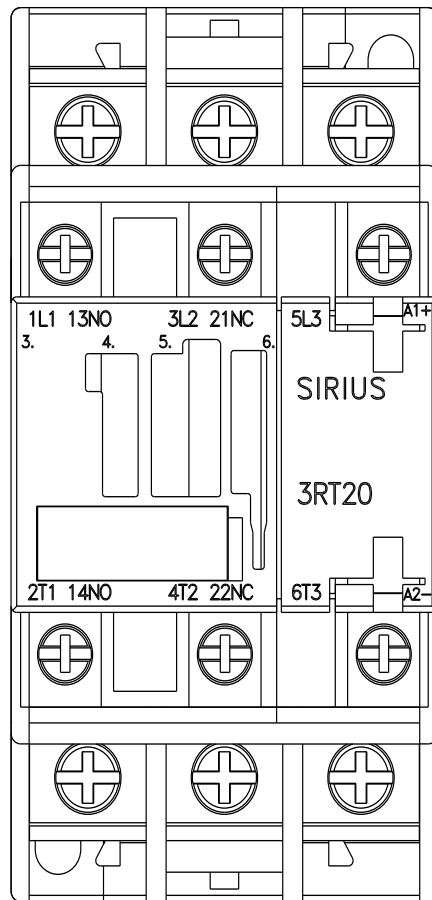 1L1 13NO 3L2 21NC 5L3 A1+
3. 4. 5. 6.
SIRIUS
3RT20
2T1 14NO 4T2 22NC 6T3 A2-